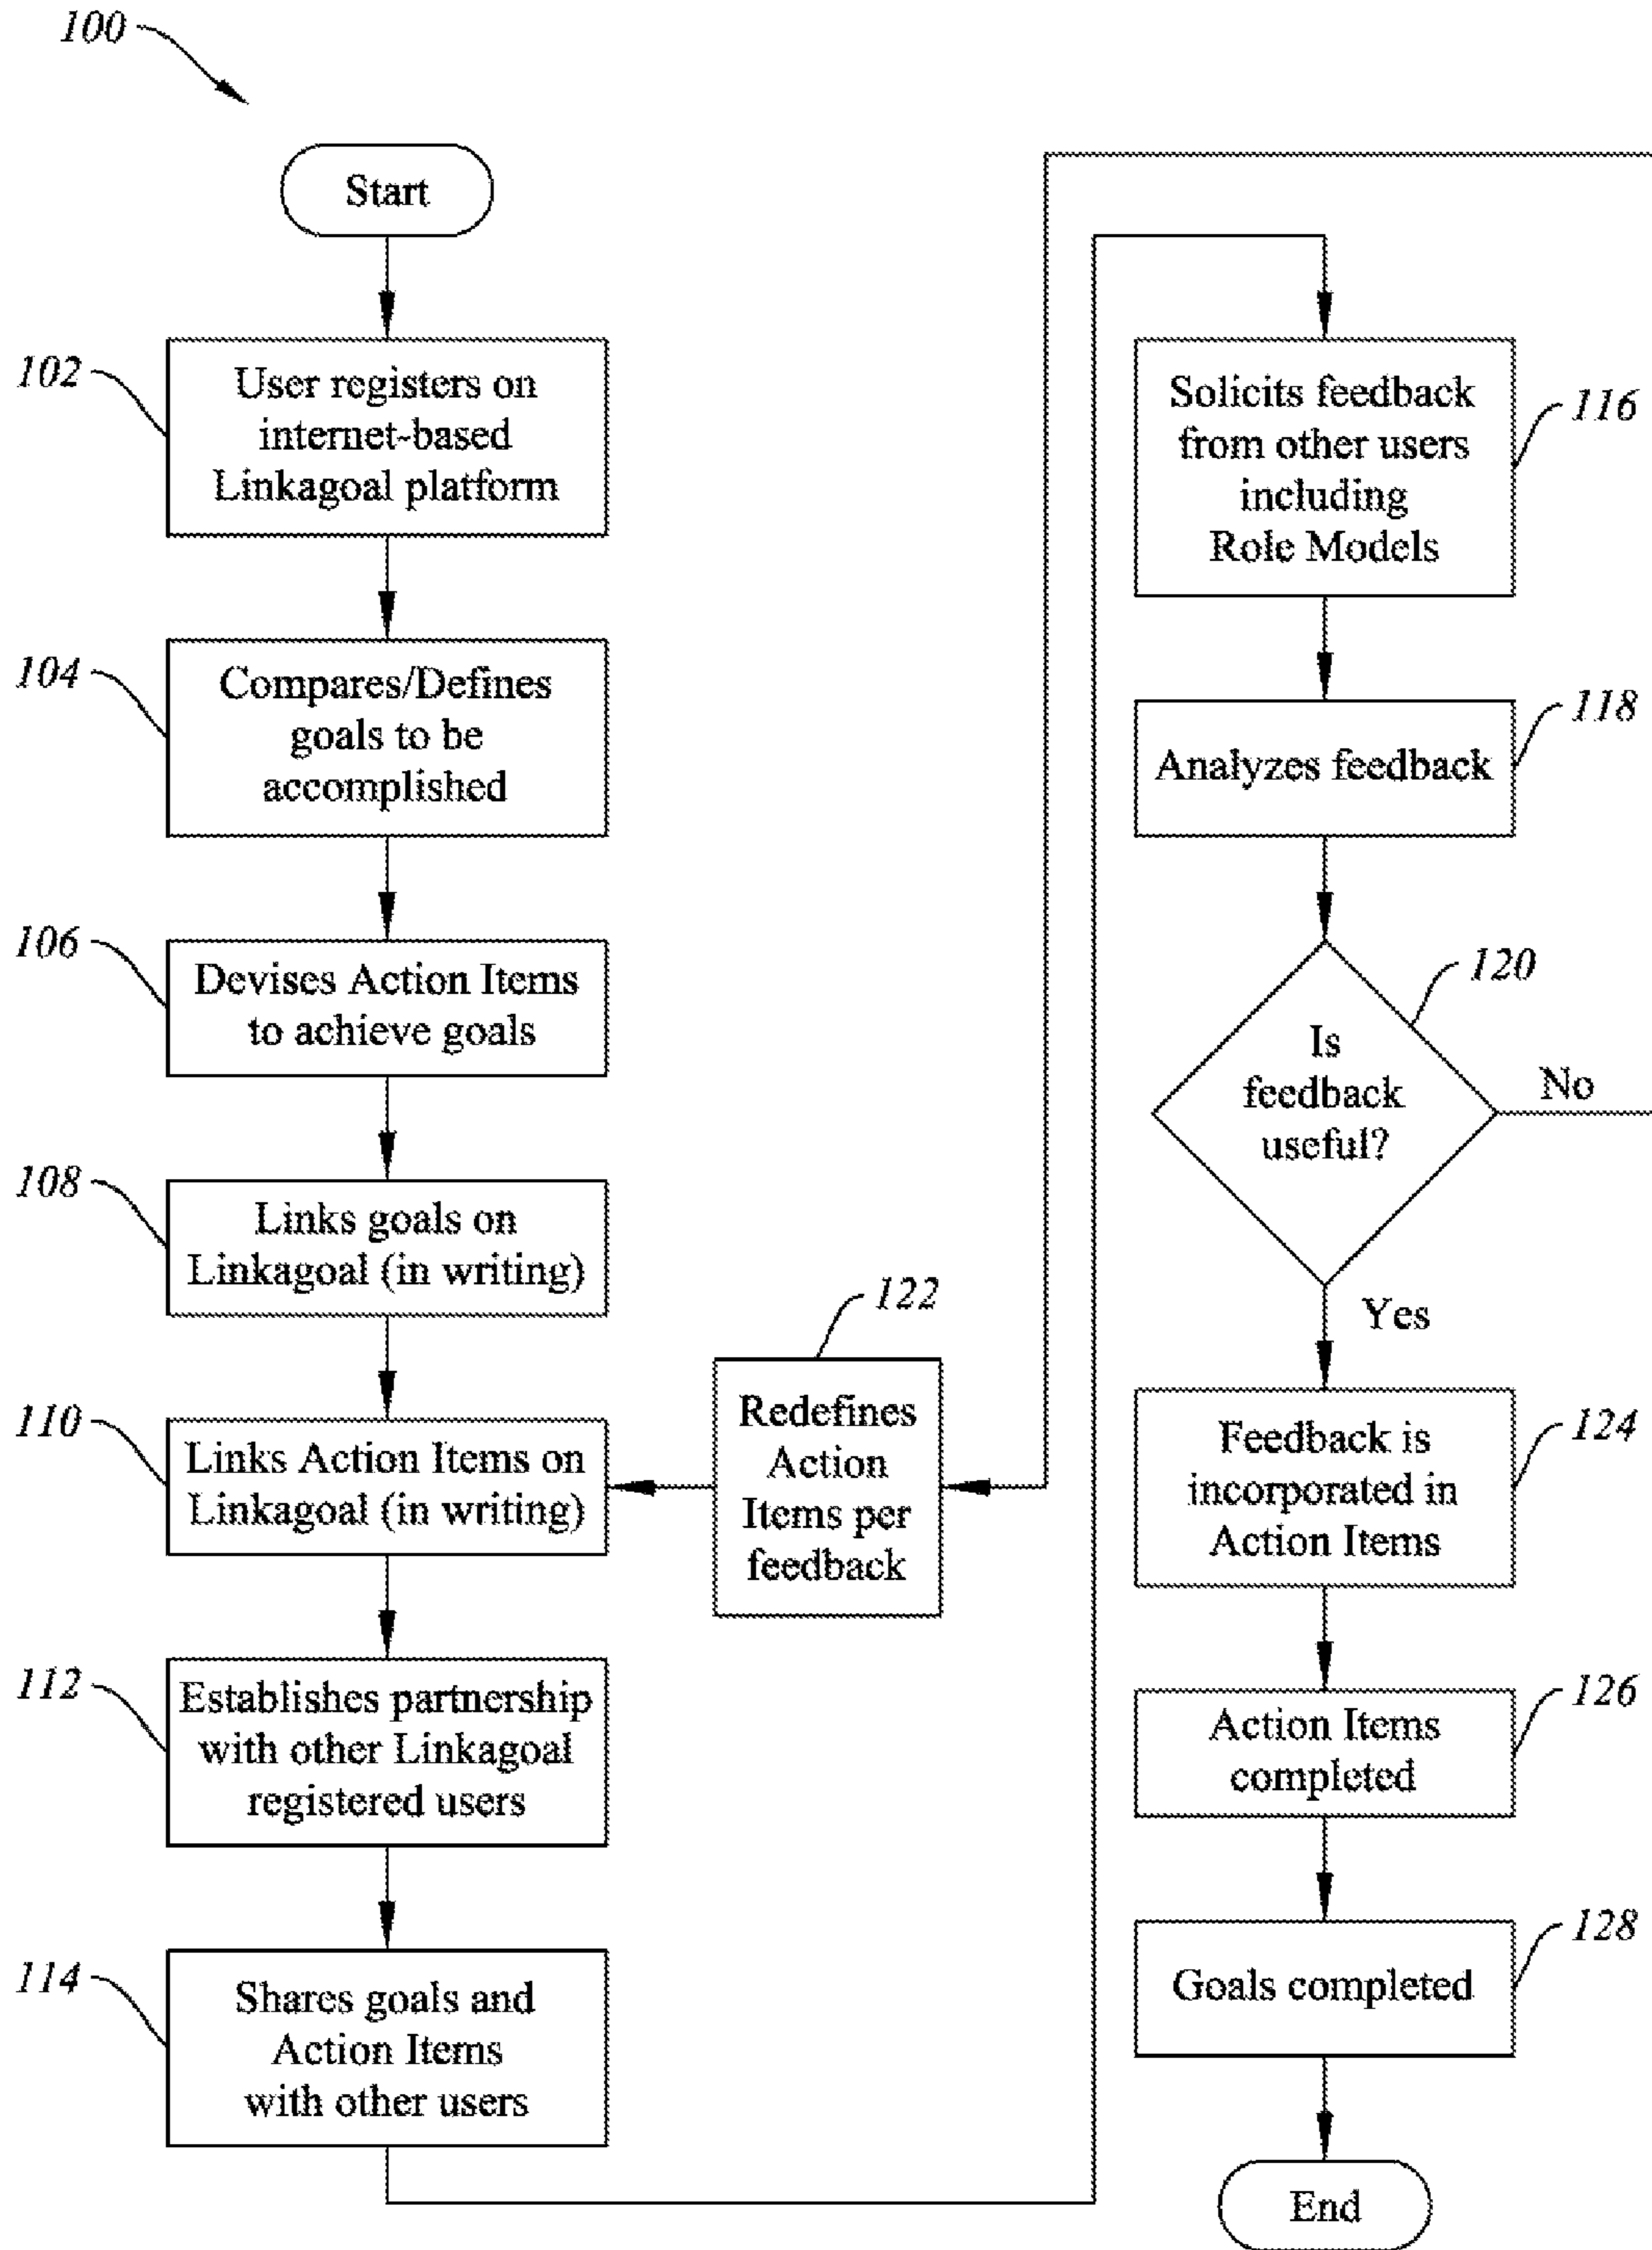 100
Start
102
User registers on
internet-based
Linkagoal platform
104
Compares/Defines
goals to be
accomplished
106
Devises Action Items
to achieve goals
108
Links goals on
Linkagoal (in writing)
110
Links Action Items on
Linkagoal (in writing)
112
Establishes partnership
with other Linkagoal
registered users
114
Shares goals and
Action Items
with other users
122
Redefines
Action
Items per
feedback
116
Solicits feedback
from other users
including
Role Models
118
Analyzes feedback
120
Is
feedback
useful?
No
Yes
124
Feedback is
incorporated in
Action Items
126
Action Items
completed
128
Goals completed
End